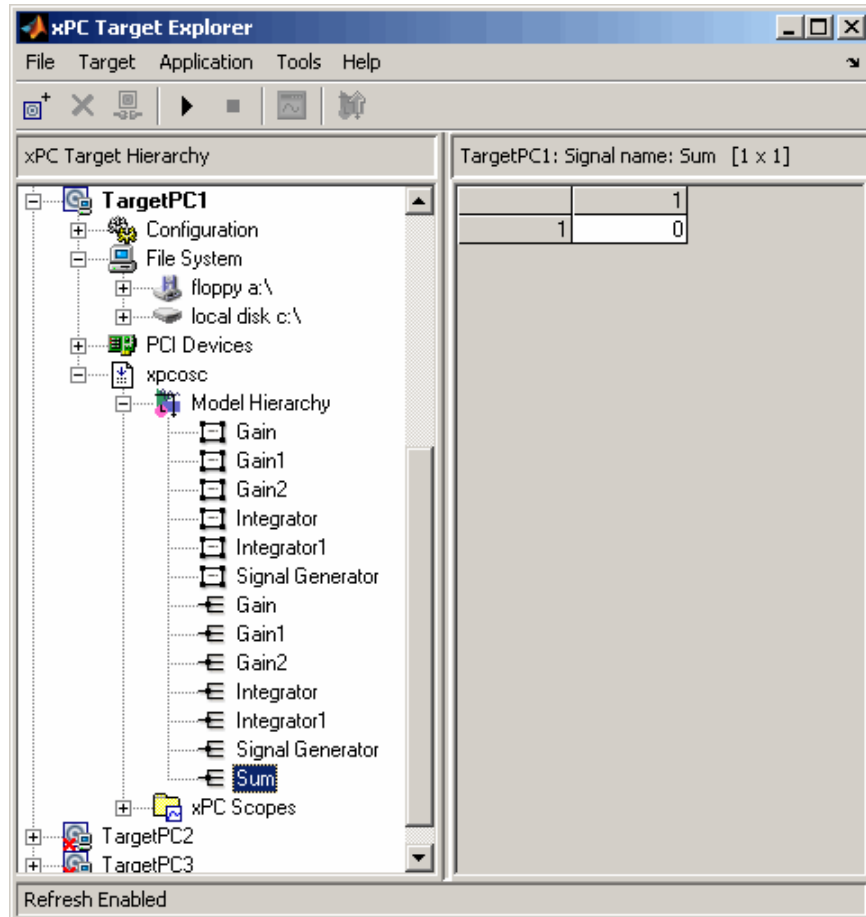 xPC Target Explorer
File Target Application Tools Help
xPC Target Hierarchy
TargetPC1: Signal name: Sum [1 x 1]
TargetPC1
Configuration
File System
floppy a:\
local disk c:\
PCI Devices
xpcosc
Model Hierarchy
Gain
Gain1
Gain2
Integrator
Integrator1
Signal Generator
Gain
Gain1
Gain2
Integrator
Integrator1
Signal Generator
Sum
xPC Scopes
TargetPC2
TargetPC3
1
1 0
Refresh Enabled